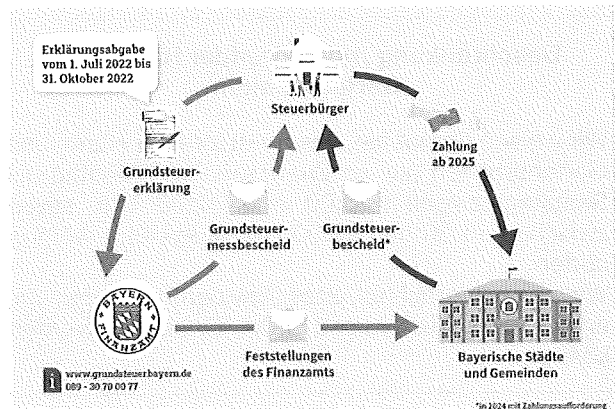 Erklärungsabgabe
vom 1. Juli 2022 bis
31. Oktober 2022
Steuerbürger
Grundsteuer-
erklärung
Zahlung
ab 2025
Grundsteuer-
messbescheid
Grundsteuer-
bescheid*
BAYERN
FINANZAMT
Feststellungen
des Finanzamts
Bayerische Städte
und Gemeinden
www.grundsteuerbayern.de
089 - 30 70 00 77
*in 2024 mit Zahlungsaufforderung